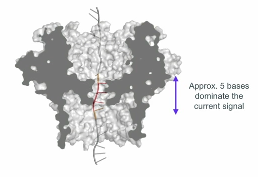 Approx. 5 bases
dominate the
current signal